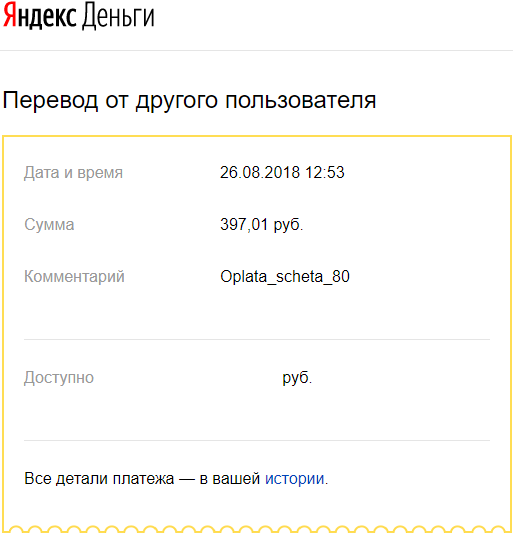 Яндекс Деньги
Перевод от другого пользователя
Дата и время 26.08.2018 12:53
Сумма 397,01 руб.
Комментарий Oplata_scheta_80
Доступно руб.
Все детали платежа — в вашей истории.